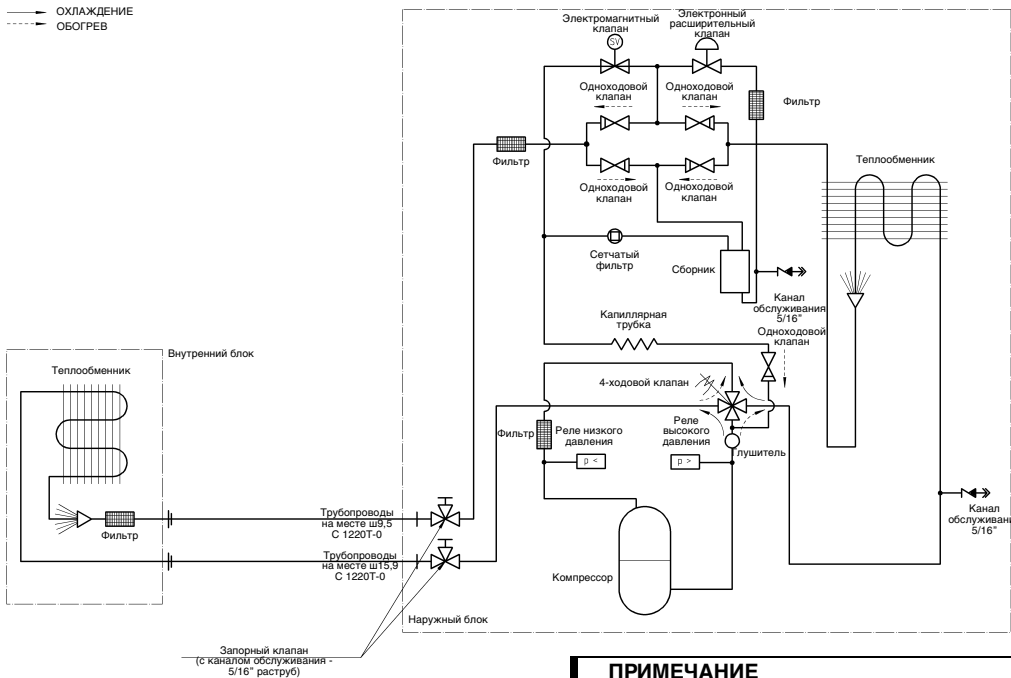 ОХЛАЖДЕНИЕ
ОБОГРЕВ
Электромагнитный
клапан
SV
Электронный
расширительный
клапан
Одноходовой
клапан
Одноходовой
клапан
Фильтр
Фильтр
Теплообменник
Одноходовой
клапан
Одноходовой
клапан
Сетчатый
фильтр
Сборник
Канал
обслуживания
5/16"
Капиллярная
трубка
Одноходовой
клапан
Внутренний блок
Теплообменник
4-ходовой клапан
Фильтр
Реле низкого
давления
Реле
высокого
давления
Глушитель
p <
p >
Трубопроводы
на месте ш9,5
С 1220Т-0
Фильтр
Канал
обслуживани
5/16"
Трубопроводы
на месте ш15,9
С 1220Т-0
Компрессор
Наружный блок
Запорный клапан
(с каналом обслуживания -
5/16" раструб)
ПРИМЕЧАНИЕ